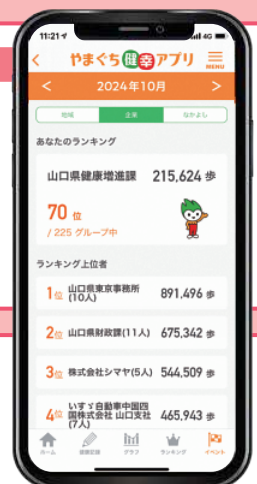 11:21
4G
やまぐち健幸アプリ
MENU
2024年10月
地域 企業 なかよし
あなたのランキング
山口県健康増進課 215,624 歩
70 位
/ 225 グループ中
ランキング上位者
1位 山口県東京事務所(10人) 891,496 歩
2位 山口県財政課(11人) 675,342 歩
3位 株式会社シマヤ(5人) 544,509 歩
4位 いすゞ自動車中国四国株式会社 山口支社(7人) 465,943 歩
ホーム 健康記録 グラフ ランキング イベント